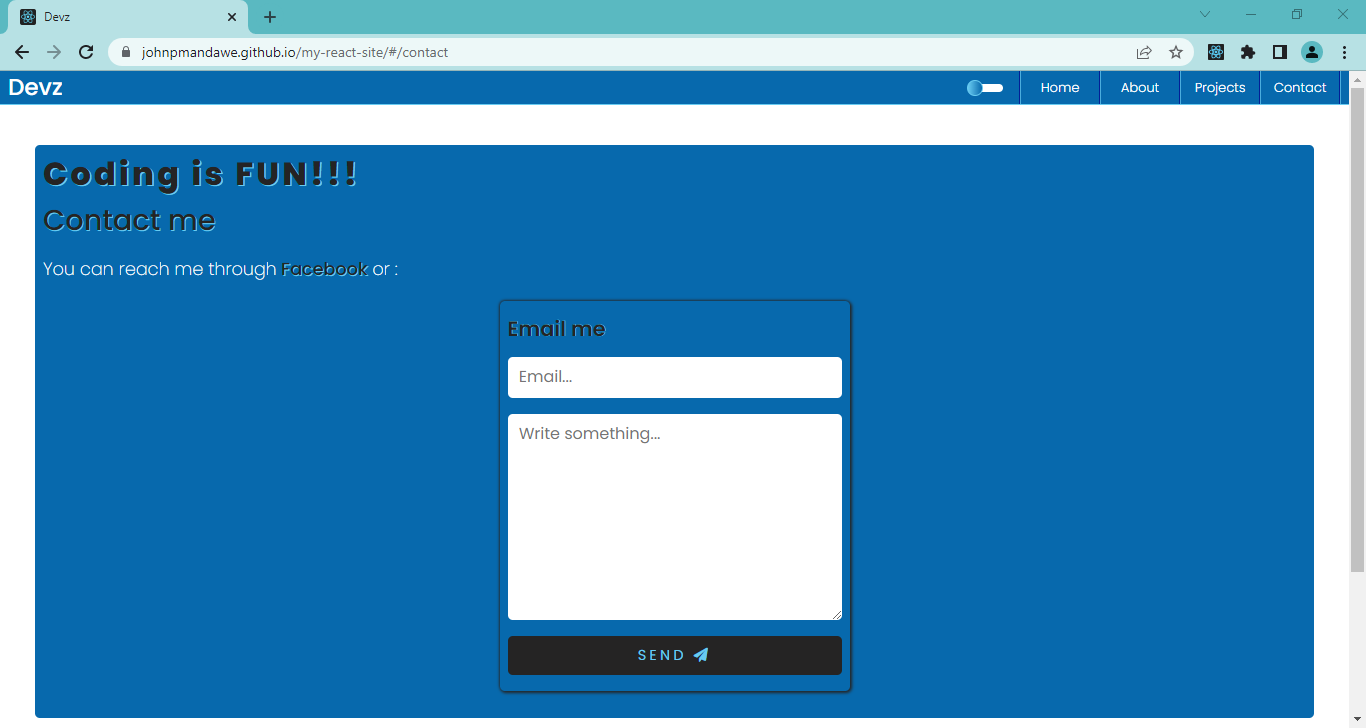 Devz
johnpmandawe.github.io/my-react-site/#/contact
Devz Home About Projects Contact
Coding is FUN!!!
Contact me
You can reach me through Facebook or :
Email me
Email...
Write something...
SEND